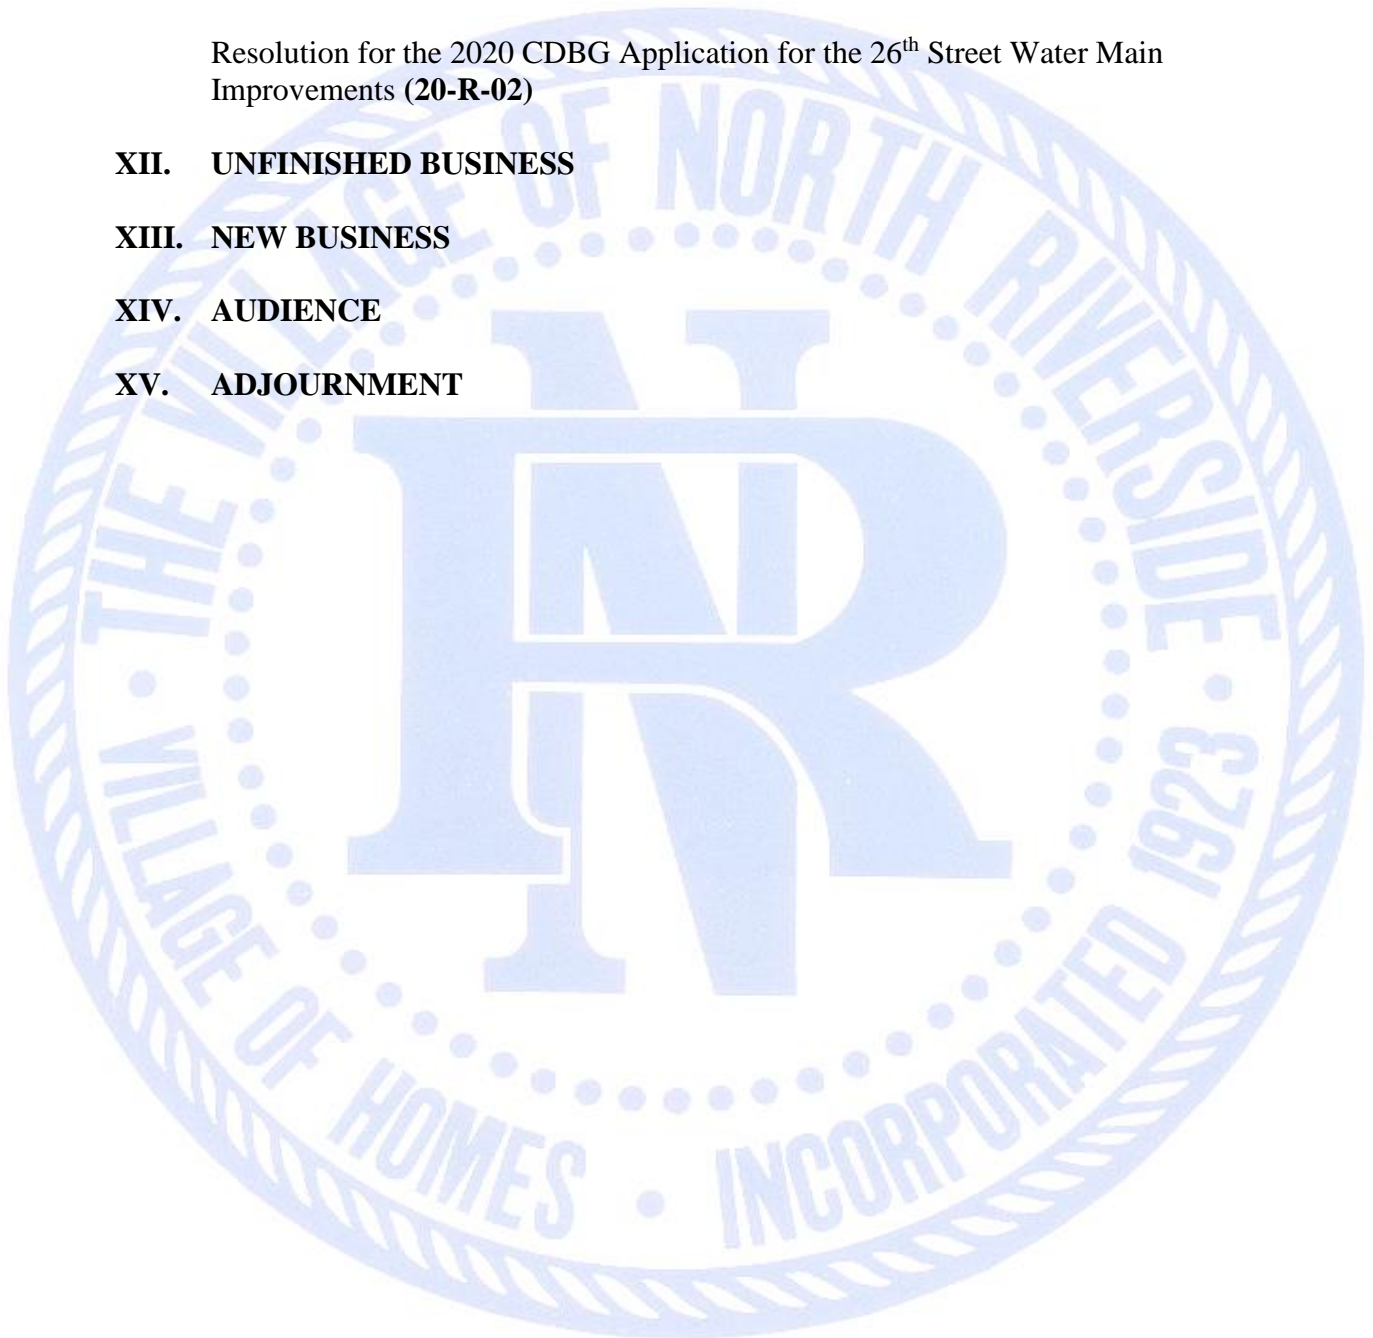 Resolution for the 2020 CDBG Application for the 26th Street Water Main
Improvements (20-R-02)
XII. UNFINISHED BUSINESS
XIII. NEW BUSINESS
XIV. AUDIENCE
XV. ADJOURNMENT
THE VILLAGE OF NORTH RIVERSIDE
VILLAGE OF HOMES • INCORPORATED 1923
NR